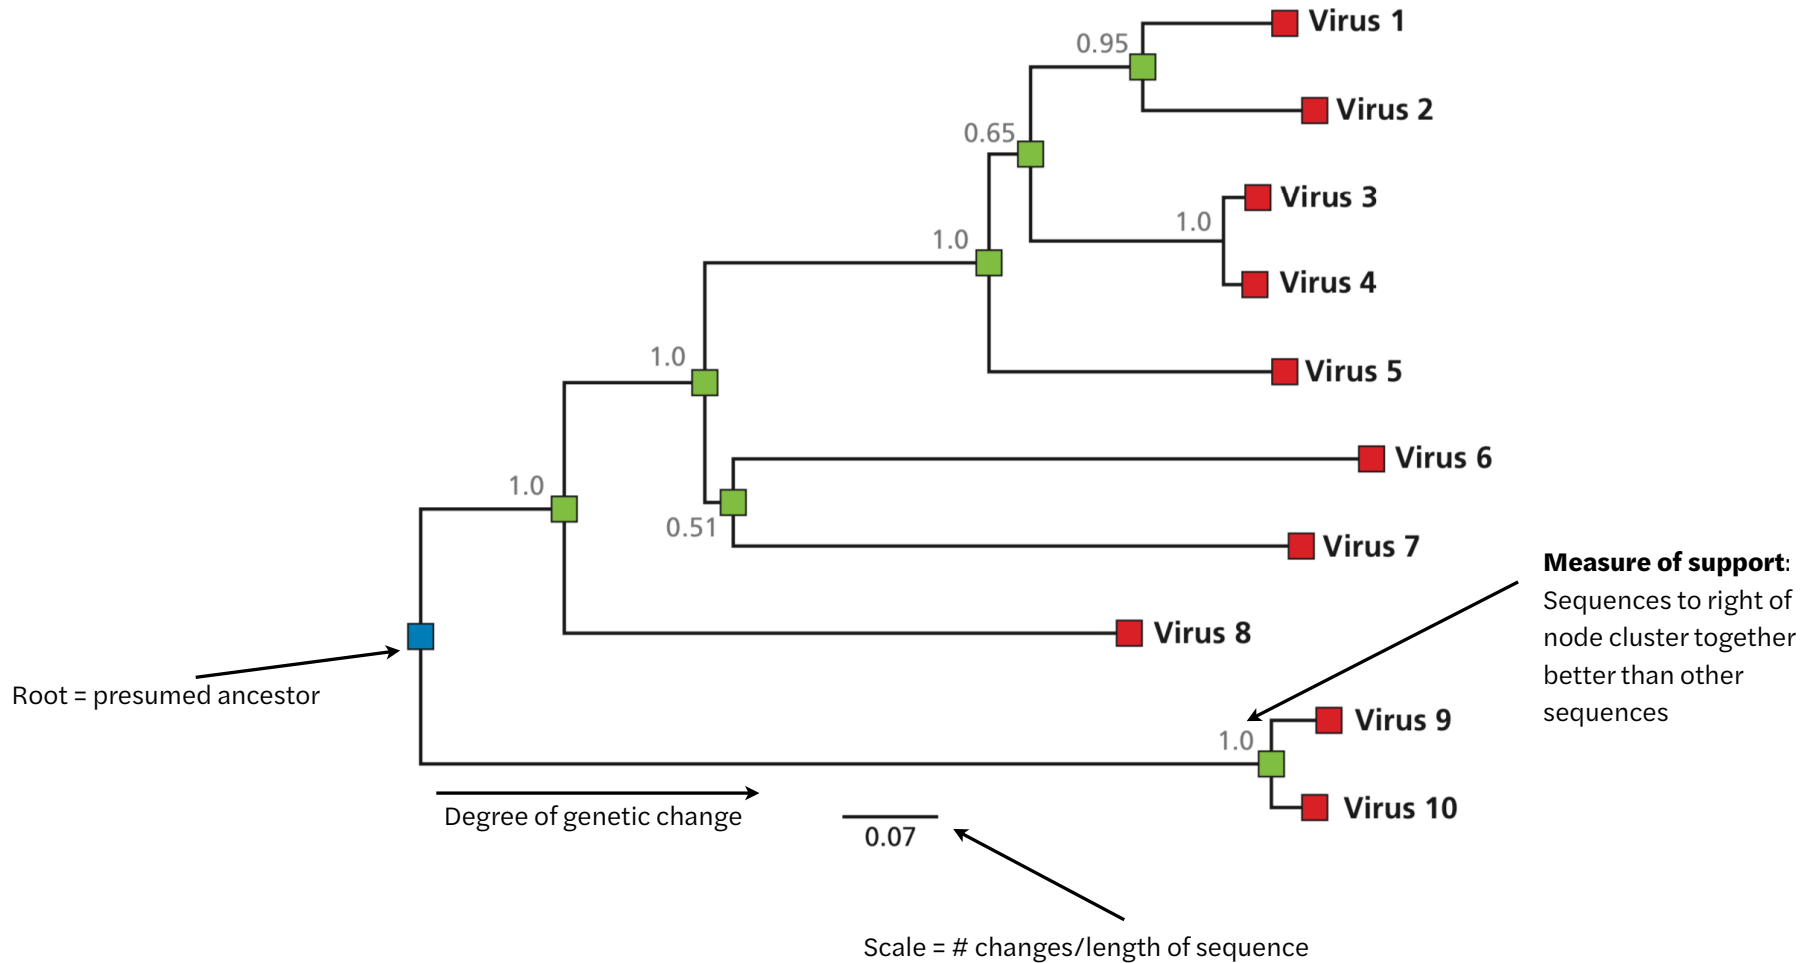 Virus 1
0.95
Virus 2
0.65
Virus 3
1.0
1.0
Virus 4
1.0
Virus 5
Virus 6
1.0
0.51
Virus 7
Measure of support:
Sequences to right of
node cluster together
better than other
sequences
Virus 8
Root = presumed ancestor
Virus 9
1.0
Virus 10
Degree of genetic change
0.07
Scale = # changes/length of sequence